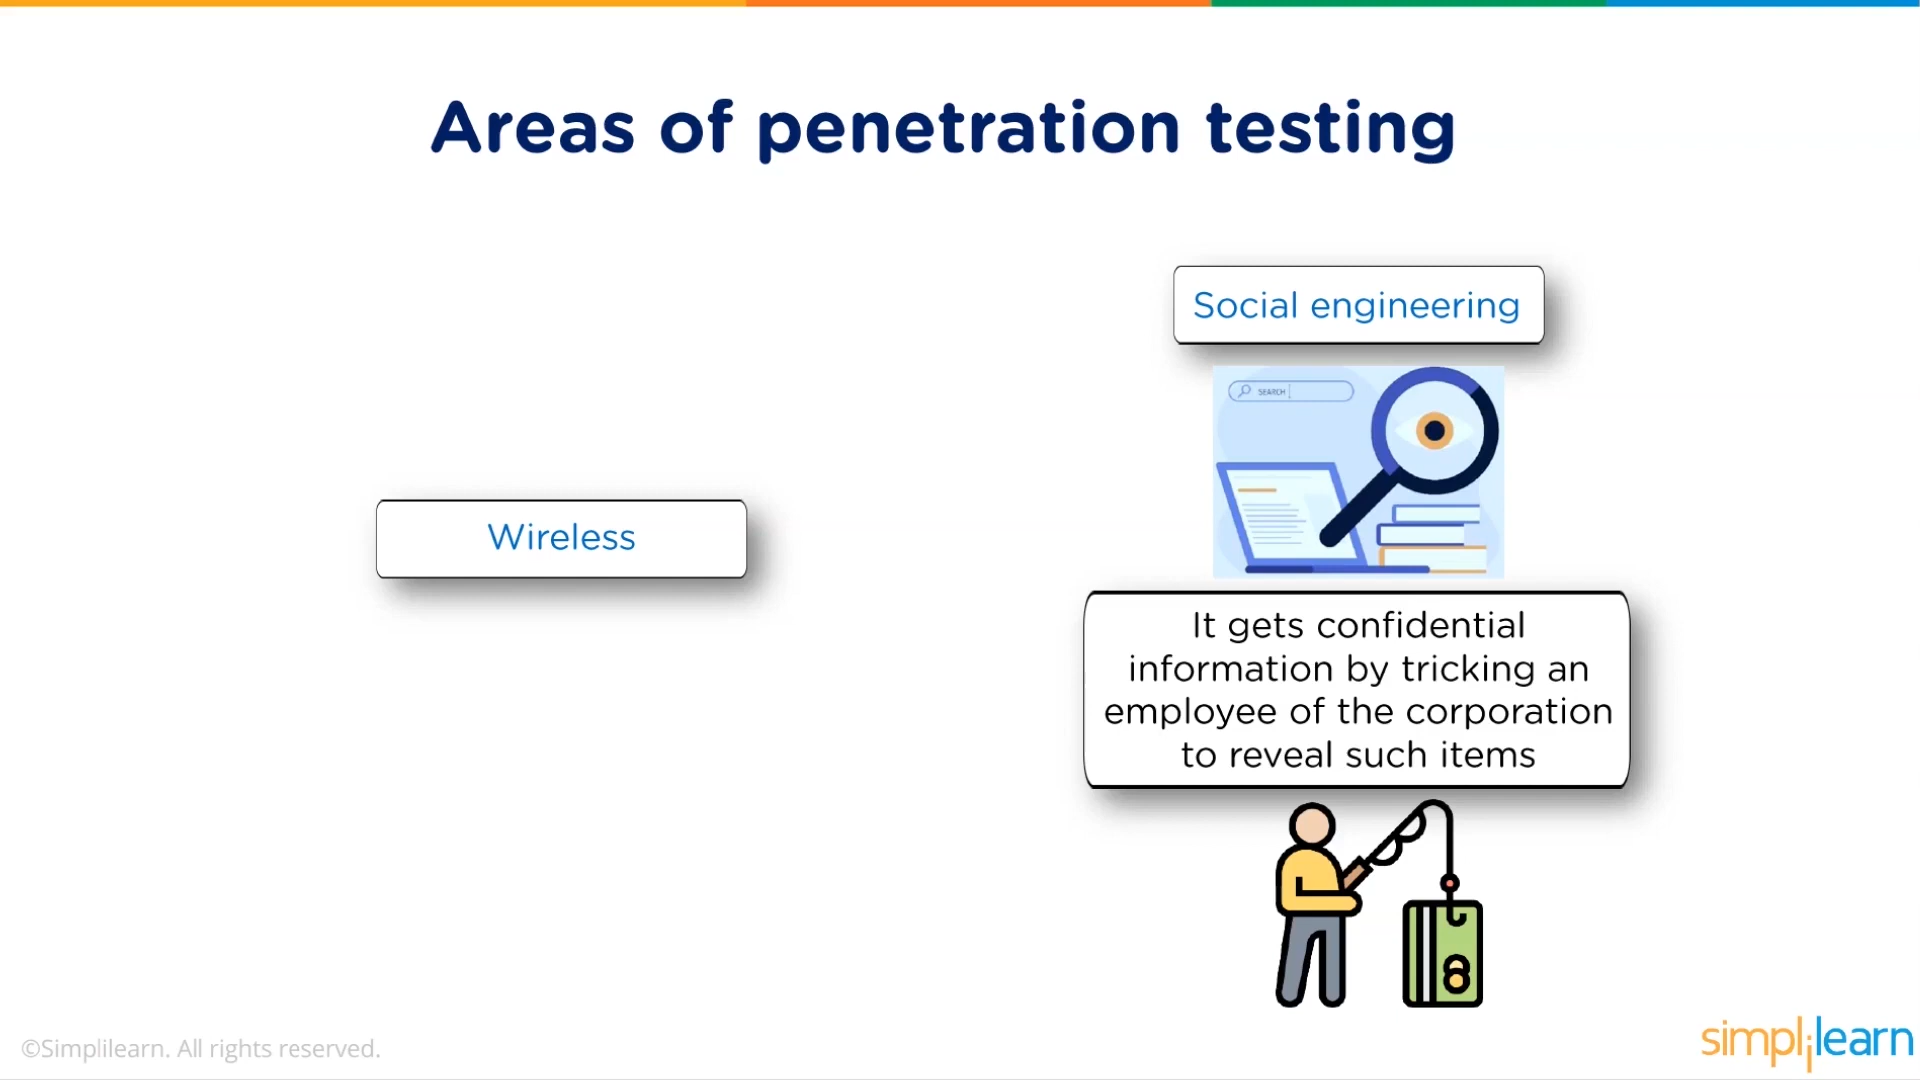 Areas of penetration testing
Social engineering
SEARCH
Wireless
It gets confidential
information by tricking an
employee of the corporation
to reveal such items
©Simplilearn. All rights reserved.
simplilearn